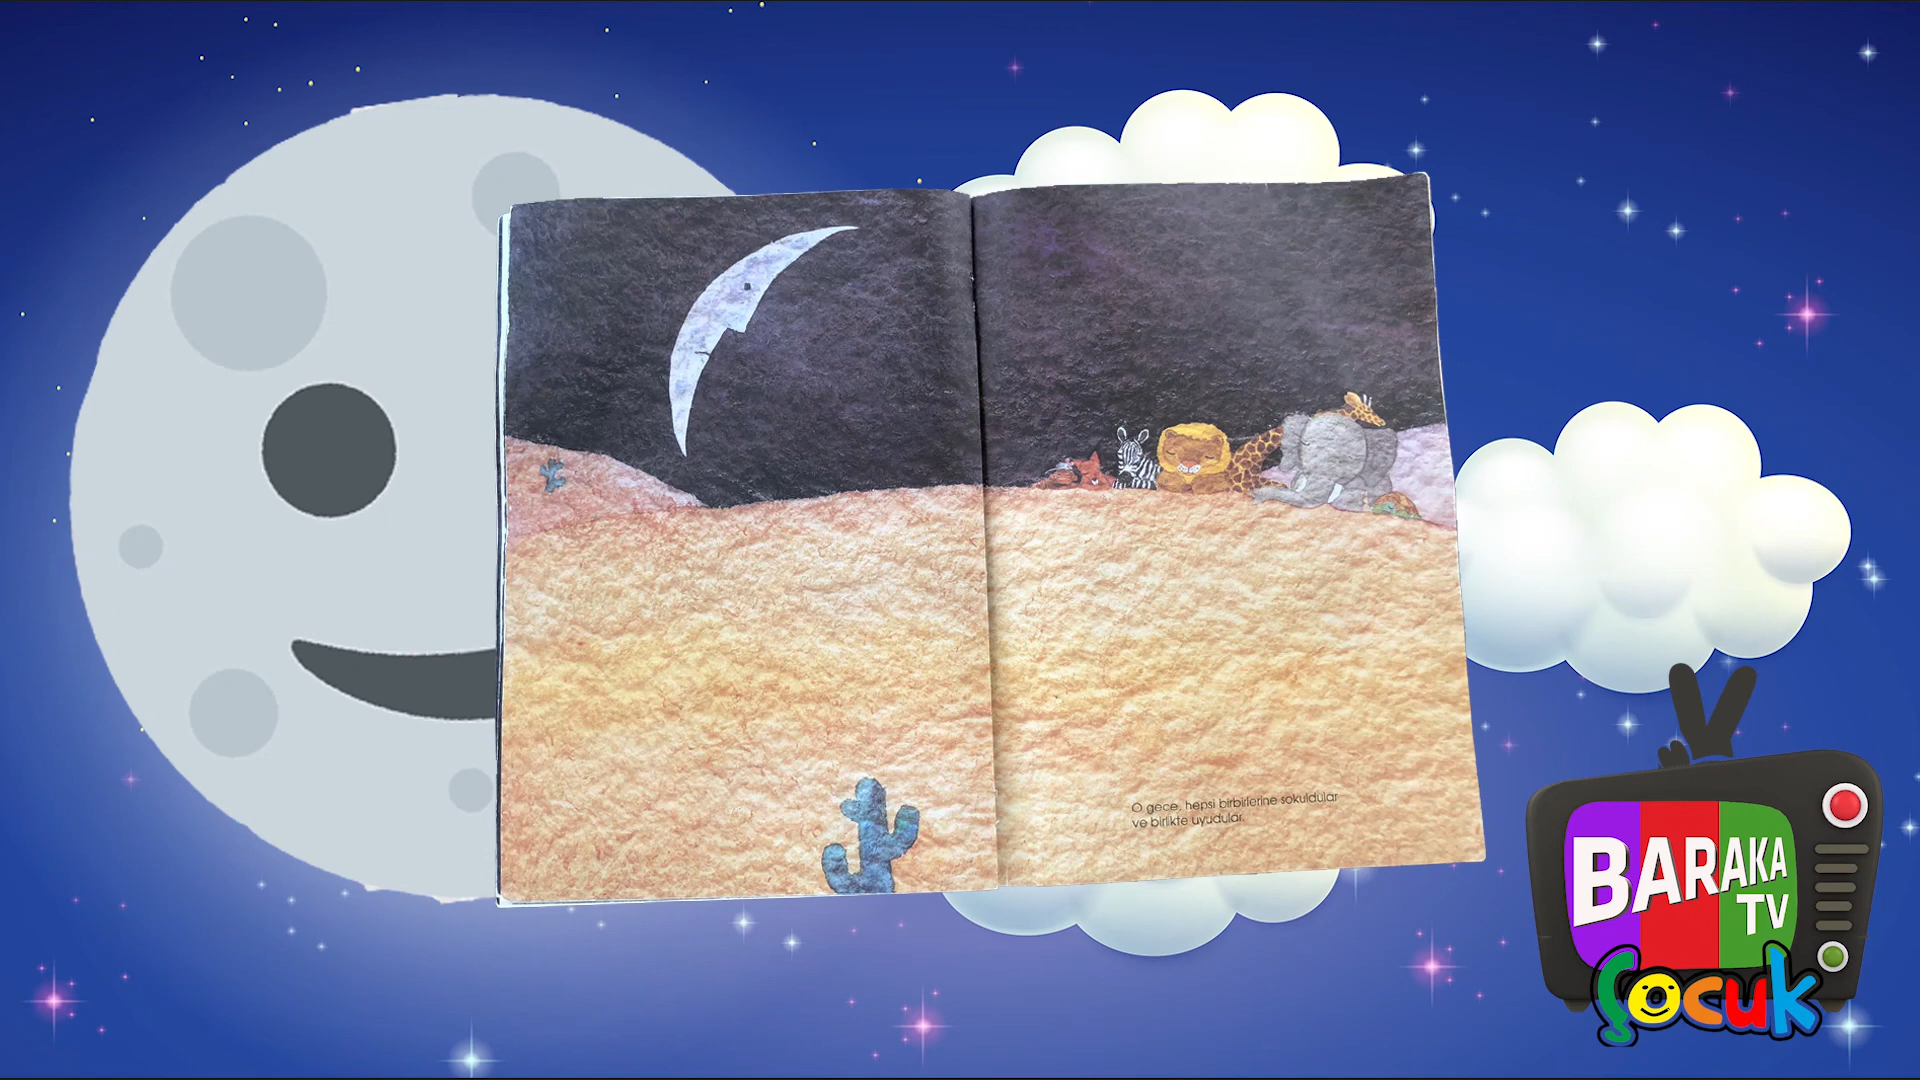 O gece, hepsi birbirlerine sokuldular
ve birlikte uyudular.
BARAKA
TV
Çocuk